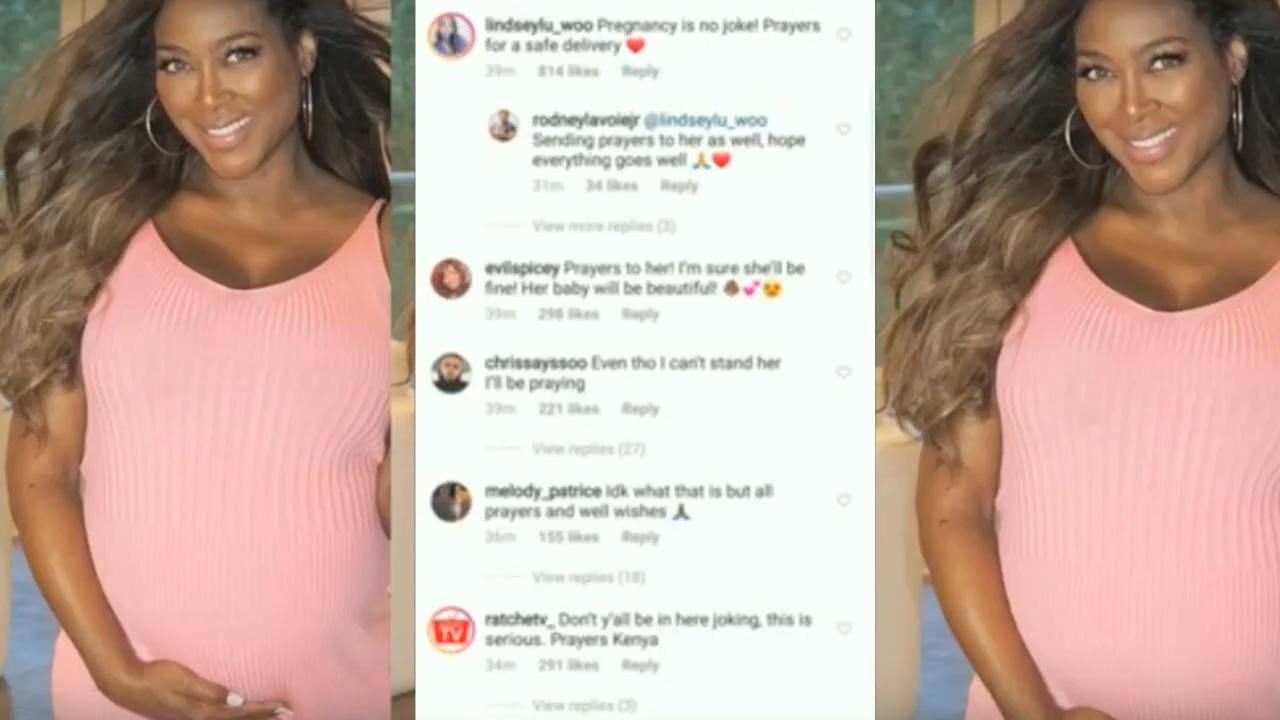 lindseylu_woo Pregnancy is no joke! Prayers
for a safe delivery ❤️
39m 814 likes Reply
rodneylavoiejr @lindseylu_woo
Sending prayers to her as well, hope
everything goes well 🙏❤️
31m 34 likes Reply
View more replies (3)
evilspicey Prayers to her! I'm sure she'll be
fine! Her baby will be beautiful! 👶🏾💕😍
39m 298 likes Reply
chrissayssoo Even tho I can't stand her
I'll be praying
39m 221 likes Reply
View replies (27)
melody_patrice Idk what that is but all
prayers and well wishes 🙏🏾
36m 155 likes Reply
View replies (18)
ratchetv_ Don't y'all be in here joking, this is
serious. Prayers Kenya
34m 291 likes Reply
View replies (3)
TV